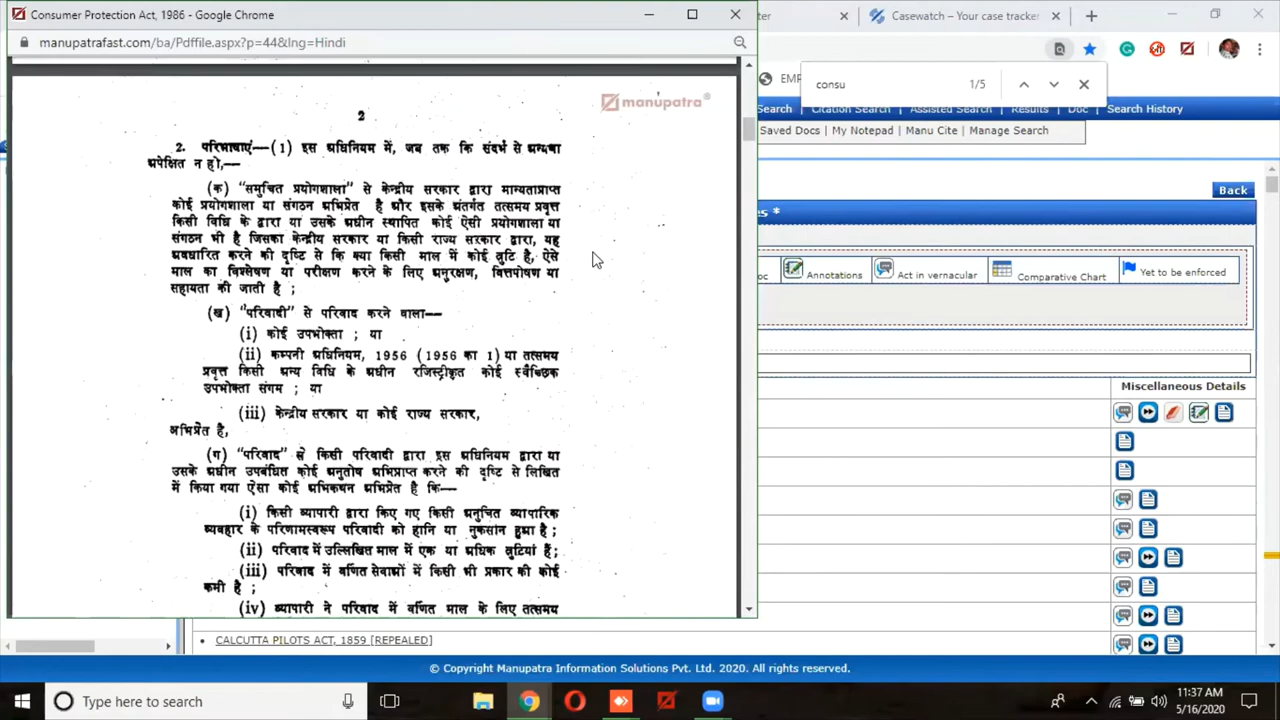 Consumer Protection Act, 1986 - Google Chrome
Casewatch – Your case tracker
manupatrafast.com/ba/Pdffile.aspx?p=44&lng=Hindi
consu 1/5
Citation Search Assisted Search Results Doc Search History
Saved Docs | My Notepad | Manu Cite | Manage Search
Back
Annotations Act in vernacular Comparative Chart Yet to be enforced
Miscellaneous Details
manupatra®
2
2. परिभाषाएं—(1) इस अधिनियम में, जब तक कि संदर्भ से अन्यथा
अपेक्षित न हो,—
(क) "समुचित प्रयोगशाला" से केन्द्रीय सरकार द्वारा मान्यताप्राप्त
कोई प्रयोगशाला या संगठन अभिप्रेत है और इसके अंतर्गत तत्समय प्रवृत्त
किसी विधि के द्वारा या उसके अधीन स्थापित कोई ऐसी प्रयोगशाला या
संगठन भी है जिसका केन्द्रीय सरकार या किसी राज्य सरकार द्वारा, यह
अवधारित करने की दृष्टि से कि क्या किसी माल में कोई त्रुटि है, ऐसे
माल का विश्लेषण या परीक्षण करने के लिए अनुरक्षण, वित्तपोषण या
सहायता की जाती है ;
(ख) "परिवादी" से परिवाद करने वाला—
(i) कोई उपभोक्ता ; या
(ii) कम्पनी अधिनियम, 1956 (1956 का 1) या तत्समय
प्रवृत्त किसी अन्य विधि के अधीन रजिस्ट्रीकृत कोई स्वैच्छिक
उपभोक्ता संगम ; या
(iii) केन्द्रीय सरकार या कोई राज्य सरकार,
अभिप्रेत है,
(ग) "परिवाद" से किसी परिवादी द्वारा इस अधिनियम द्वारा या
उसके अधीन उपबंधित कोई अनुतोष अभिप्राप्त करने की दृष्टि से लिखित
में किया गया ऐसा कोई अभिकथन अभिप्रेत है कि—
(i) किसी व्यापारी द्वारा किए गए किसी अनुचित व्यापारिक
व्यवहार के परिणामस्वरूप परिवादी को हानि या नुकसान हुआ है ;
(ii) परिवाद में उल्लिखित माल में एक या अधिक त्रुटियां हैं;
(iii) परिवाद में वर्णित सेवाओं में किसी भी प्रकार की कोई
कमी है ;
(iv) व्यापारी ने परिवाद में वर्णित माल के लिए तत्समय
CALCUTTA PILOTS ACT, 1859 [REPEALED]
© Copyright Manupatra Information Solutions Pvt. Ltd. 2020. All rights reserved.
Type here to search
11:37 AM
5/16/2020